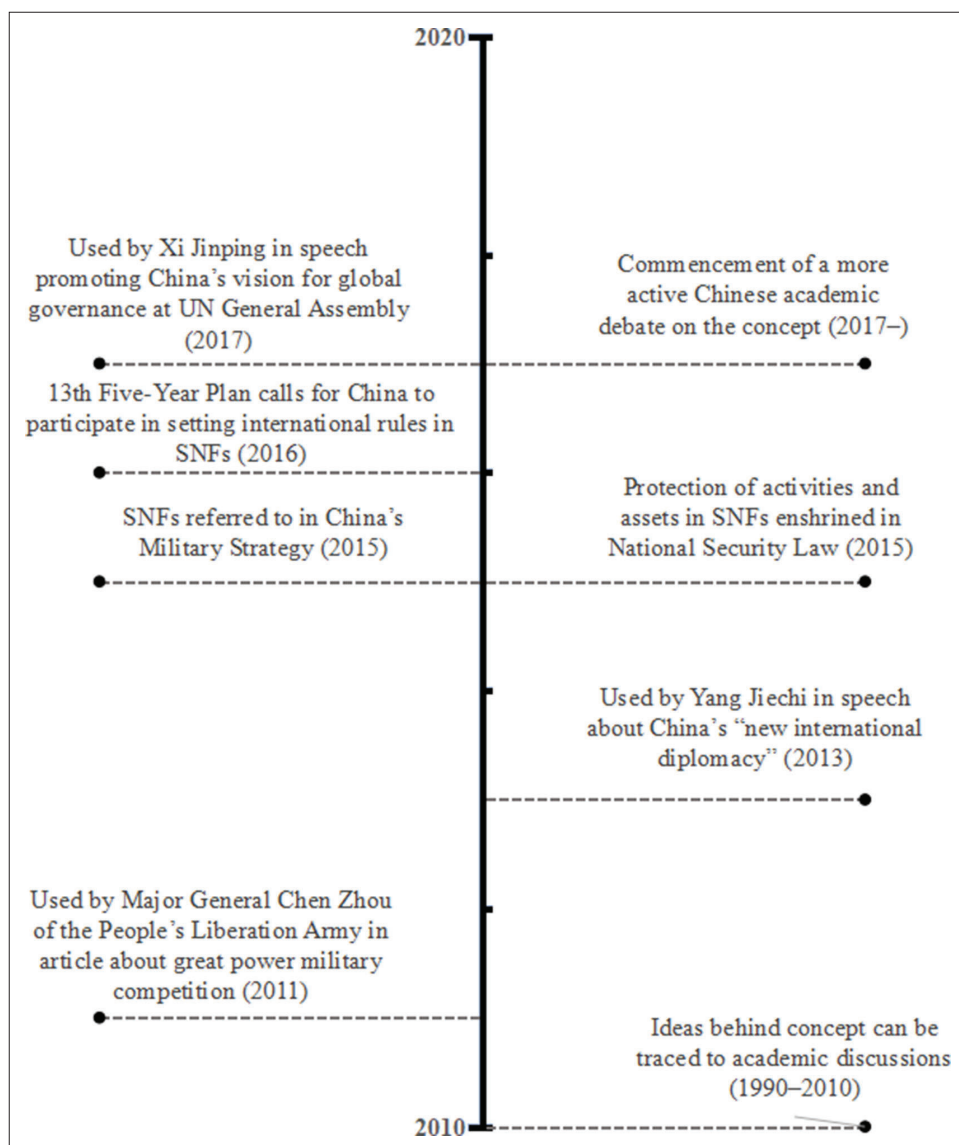 2020
Used by Xi Jinping in speech
promoting China’s vision for global
governance at UN General Assembly
(2017)
Commencement of a more
active Chinese academic
debate on the concept (2017–)
13th Five-Year Plan calls for China to
participate in setting international rules in
SNFs (2016)
SNFs referred to in China’s
Military Strategy (2015)
Protection of activities and
assets in SNFs enshrined in
National Security Law (2015)
Used by Yang Jiechi in speech
about China’s “new international
diplomacy” (2013)
Used by Major General Chen Zhou
of the People’s Liberation Army in
article about great power military
competition (2011)
Ideas behind concept can be
traced to academic discussions
(1990–2010)
2010